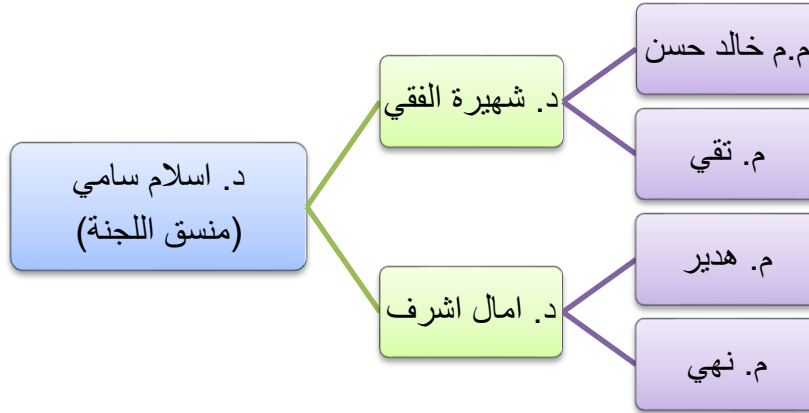 د. اسلام سامي
(منسق اللجنة)
د. شهيرة الفقي
م.م خالد حسن
م. تقي
د. امال اشرف
م. هدير
م. نهي